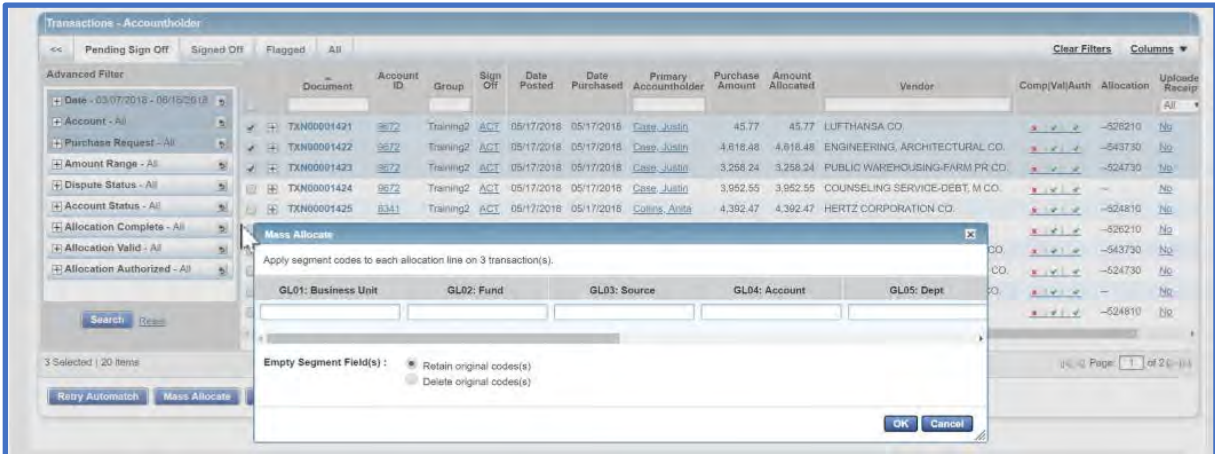 Transactions - Accountholder
<< Pending Sign Off Signed Off Flagged All Clear Filters Columns
Advanced Filter
Document Account ID Group Sign Off Date Posted Date Purchased Primary Accountholder Purchase Amount Amount Allocated Vendor Comp|Val|Auth Allocation Uploade Receip
All
Date - 03/07/2018 - 06/18/2018
Account - All
Purchase Request - All
Amount Range - All
Dispute Status - All
Account Status - All
Allocation Complete - All
Allocation Valid - All
Allocation Authorized - All
Search Reset
TXN00001421 9672 Training2 ACT 05/17/2018 05/17/2018 Case, Justin 45.77 45.77 LUFTHANSA CO. --526210 No
TXN00001422 9672 Training2 ACT 05/17/2018 05/17/2018 Case, Justin 4,618.48 4,618.48 ENGINEERING, ARCHITECTURAL CO. --543730 No
TXN00001423 9672 Training2 ACT 05/17/2018 05/17/2018 Case, Justin 3,258.24 3,258.24 PUBLIC WAREHOUSING-FARM PR CO. --524730 No
TXN00001424 9672 Training2 ACT 05/17/2018 05/17/2018 Case, Justin 3,952.55 3,952.55 COUNSELING SERVICE-DEBT, M CO. -- No
TXN00001425 8341 Training2 ACT 05/17/2018 05/17/2018 Collins, Anita 4,392.47 4,392.47 HERTZ CORPORATION CO. --524810 No
--526210 No
CO. --543730 No
CO. --524730 No
CO. -- No
--524810 No
Mass Allocate
Apply segment codes to each allocation line on 3 transaction(s).
GL01: Business Unit GL02: Fund GL03: Source GL04: Account GL05: Dept
Empty Segment Field(s) : Retain original codes(s)
Delete original codes(s)
OK Cancel
3 Selected | 20 Items
Page 1 of 2
Retry Automatch Mass Allocate